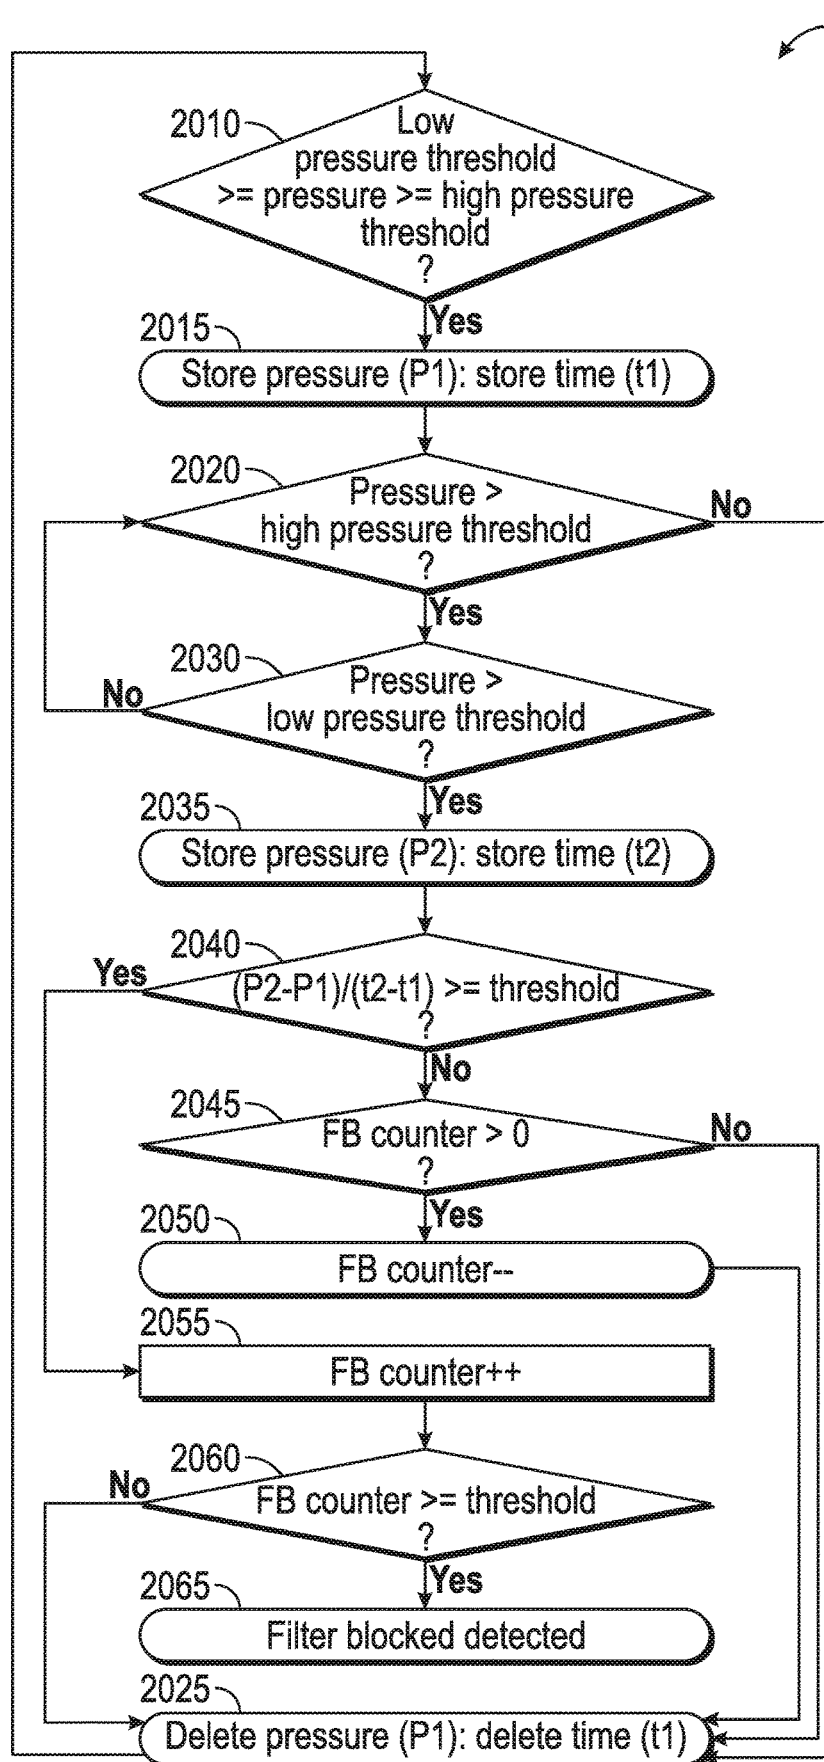 2010
Low
pressure threshold
>= pressure >= high pressure
threshold
?
Yes
2015
Store pressure (P1): store time (t1)
2020
Pressure >
high pressure threshold
?
No
Yes
2030
Pressure >
low pressure threshold
?
No
Yes
2035
Store pressure (P2): store time (t2)
2040
Yes
(P2-P1)/(t2-t1) >= threshold
?
No
2045
FB counter > 0
?
No
Yes
2050
FB counter--
2055
FB counter++
2060
No
FB counter >= threshold
?
Yes
2065
Filter blocked detected
2025
Delete pressure (P1): delete time (t1)